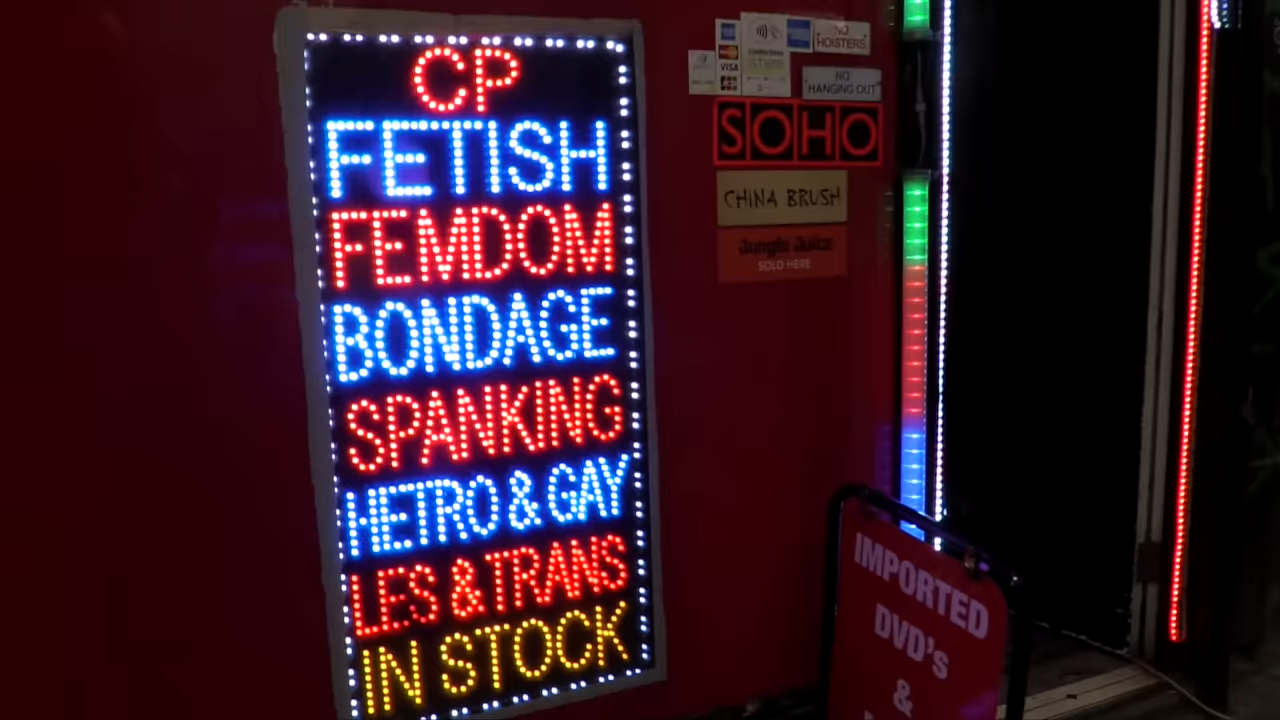 CP
FETISH
FEMDOM
BONDAGE
SPANKING
HETRO & GAY
LES & TRANS
IN STOCK
NO
HOISTERS
VISA
NO
HANGING OUT
SOHO
CHINA BRUSH
Jungle Juice
SOLD HERE
IMPORTED
DVD's
&